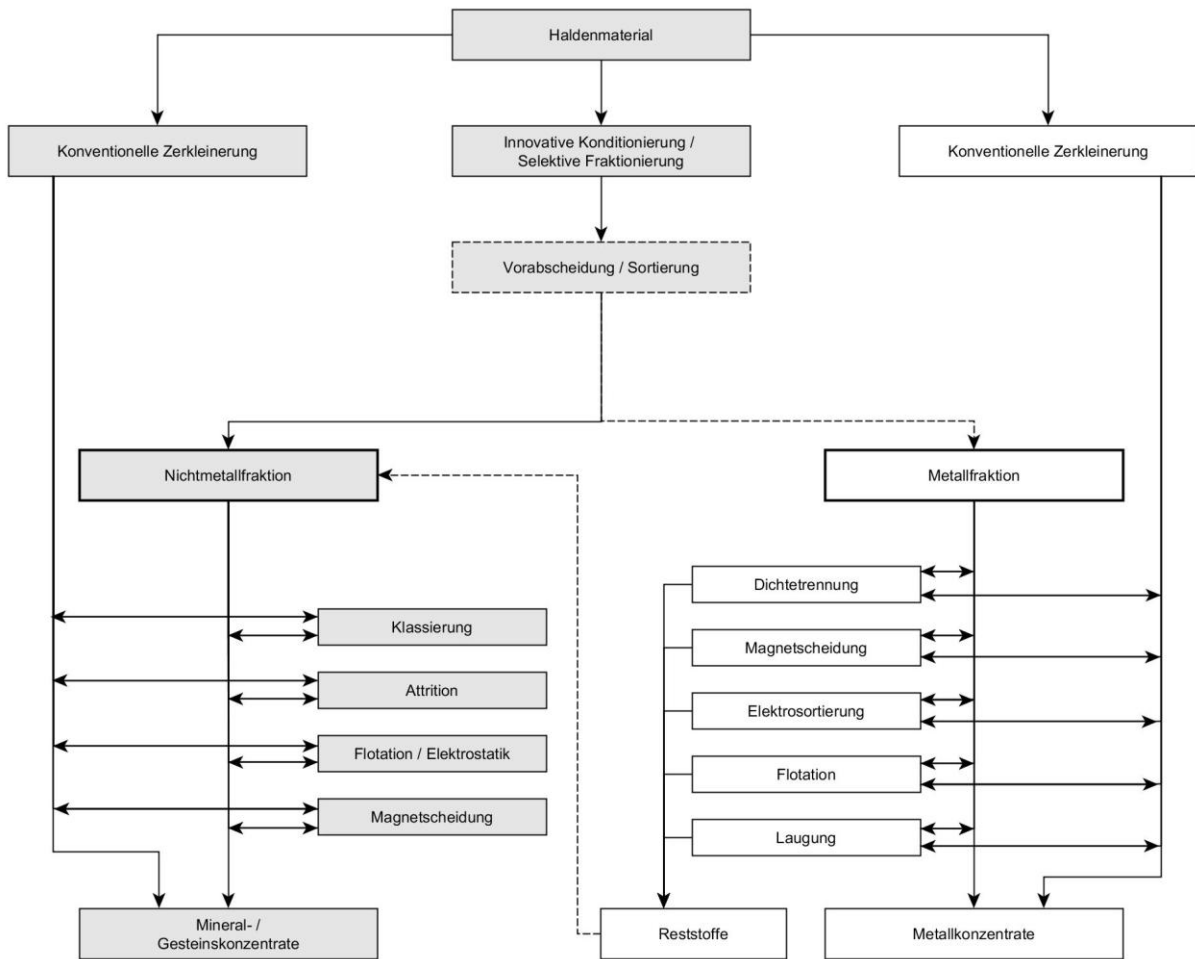 Haldenmaterial
Konventionelle Zerkleinerung
Innovative Konditionierung /
Selektive Fraktionierung
Konventionelle Zerkleinerung
Vorabscheidung / Sortierung
Nichtmetallfraktion
Metallfraktion
Dichtetrennung
Klassierung
Magnetscheidung
Attrition
Elektrosortierung
Flotation / Elektrostatik
Flotation
Magnetscheidung
Laugung
Mineral- /
Gesteinskonzentrate
Reststoffe
Metallkonzentrate